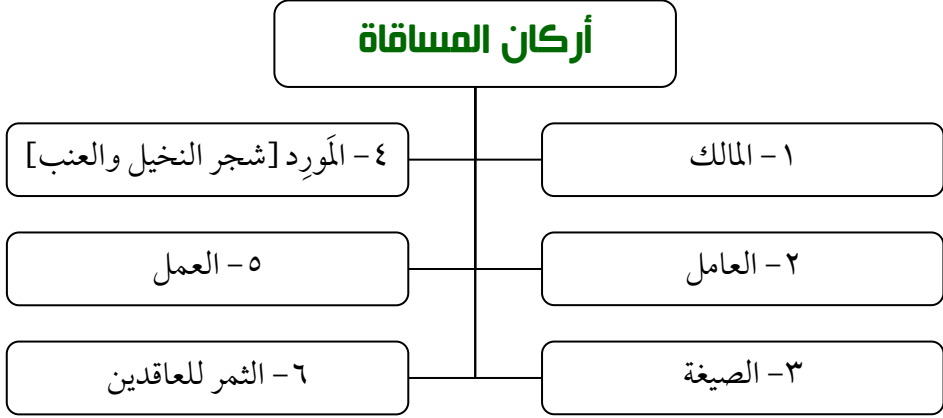 أركان المساقاة
١- المالك
٢- العامل
٣- الصيغة
٤- المَورِد [شجر النخيل والعنب]
٥- العمل
٦- الثمر للعاقدين